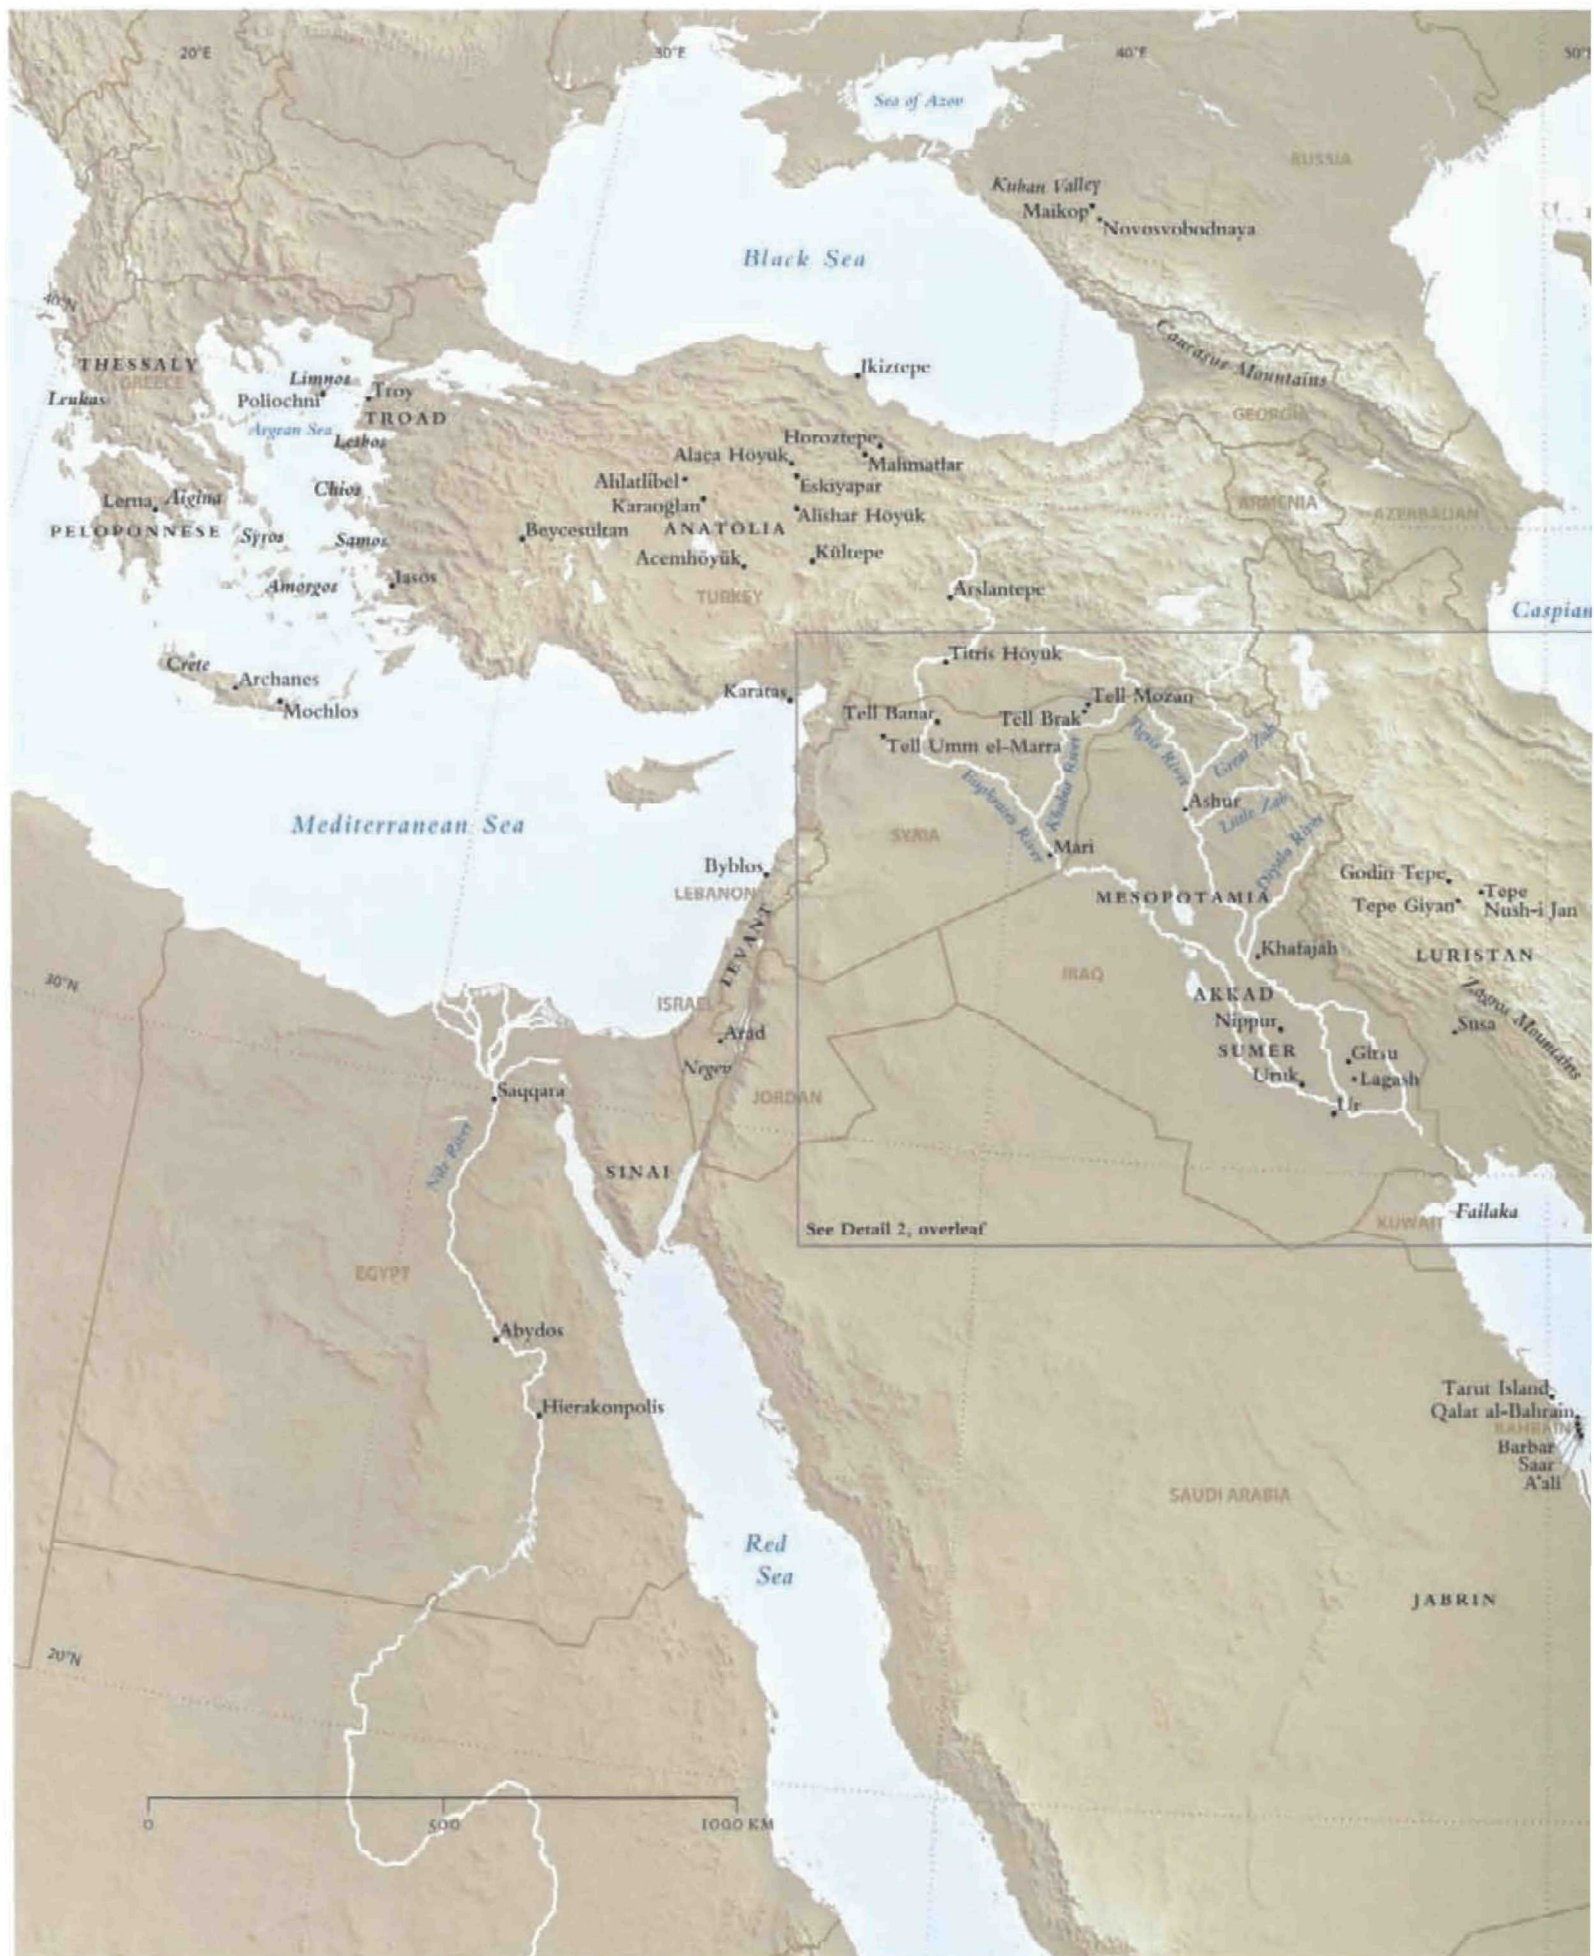 20°E
30°E
40°E
Sea of Azov
RUSSIA
Kuban Valley
Maikop
Novosvobodnaya
Black Sea
40°N
Caucasus Mountains
THESSALY
GREECE
Limnos
Poliochni
Troy
TROAD
Leukas
Aegean Sea
Lesbos
Ikiztepe
GEORGIA
Horoztepe
Mahmatlar
Alaca Höyük
Eskiyapar
Ahlatlibel
Karaoğlan
Alishar Höyük
Chios
Lerna
Aigina
PELOPONNESE
Syros
Samos
Beycesultan
ANATOLIA
ARMENIA
AZERBAIJAN
Acemhöyük
Kültepe
Amorgos
Iasos
TURKEY
Arslantepe
Caspian
Titris Höyük
Crete
Archanes
Mochlos
Karatas
Tell Banat
Tell Brak
Tell Mozan
Tell Umm el-Marra
Tigris River
Great Zab
Euphrates River
Khabur River
Ashur
Little Zab
Diyala River
Mediterranean Sea
SYRIA
Mari
Byblos
LEBANON
LEVANT
MESOPOTAMIA
Godin Tepe
Tepe Giyan
Tepe
Nush-i Jan
Khafajah
LURISTAN
30°N
IRAQ
ISRAEL
Arad
Negev
AKKAD
Nippur
SUMER
Uruk
Girsu
Lagash
Ur
Susa
Zagros Mountains
Saqqara
JORDAN
Nile River
SINAI
See Detail 2, overleaf
KUWAIT
Failaka
EGYPT
Abydos
Hierakonpolis
Tarut Island
Qalat al-Bahrain
BAHRAIN
Barbar
Saar
A'ali
SAUDI ARABIA
Red
Sea
JABRIN
20°N
0
500
1000 KM